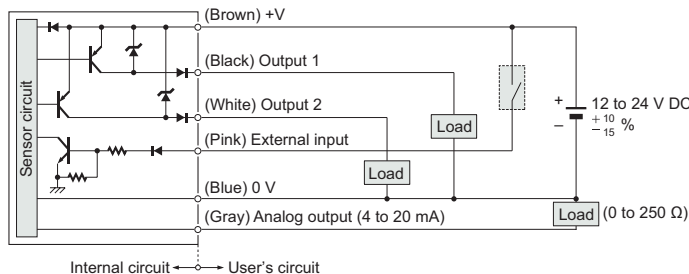 (Brown) +V
(Black) Output 1
(White) Output 2
(Pink) External input
(Blue) 0 V
(Gray) Analog output (4 to 20 mA)
Sensor circuit
Load
Load
+
−
12 to 24 V DC
+ 10
− 15 %
Load (0 to 250 Ω)
Internal circuit
User's circuit